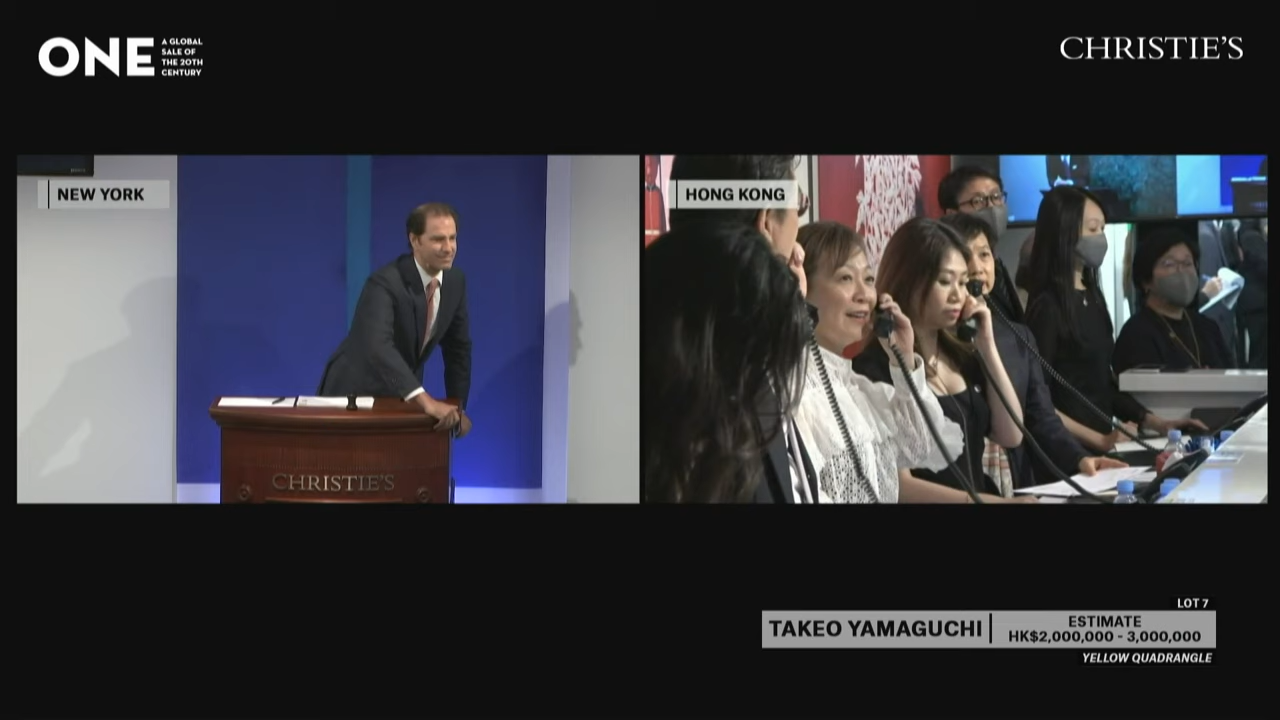 ONE
A GLOBAL
SALE OF
THE 20TH
CENTURY
CHRISTIE'S
NEW YORK
HONG KONG
CHRISTIE'S
LOT 7
TAKEO YAMAGUCHI
ESTIMATE
HK$2,000,000 - 3,000,000
YELLOW QUADRANGLE